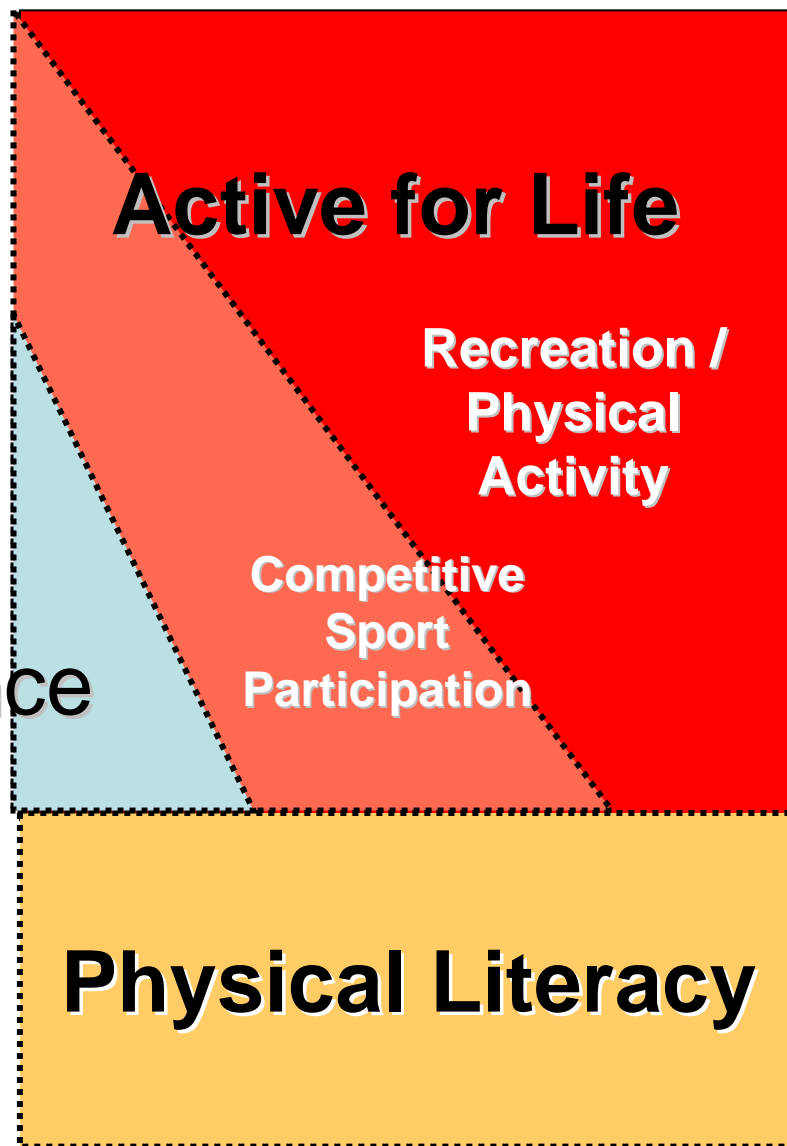 Active for Life
Recreation /
Physical
Activity
Competitive
Sport
Participation
ce
Physical Literacy